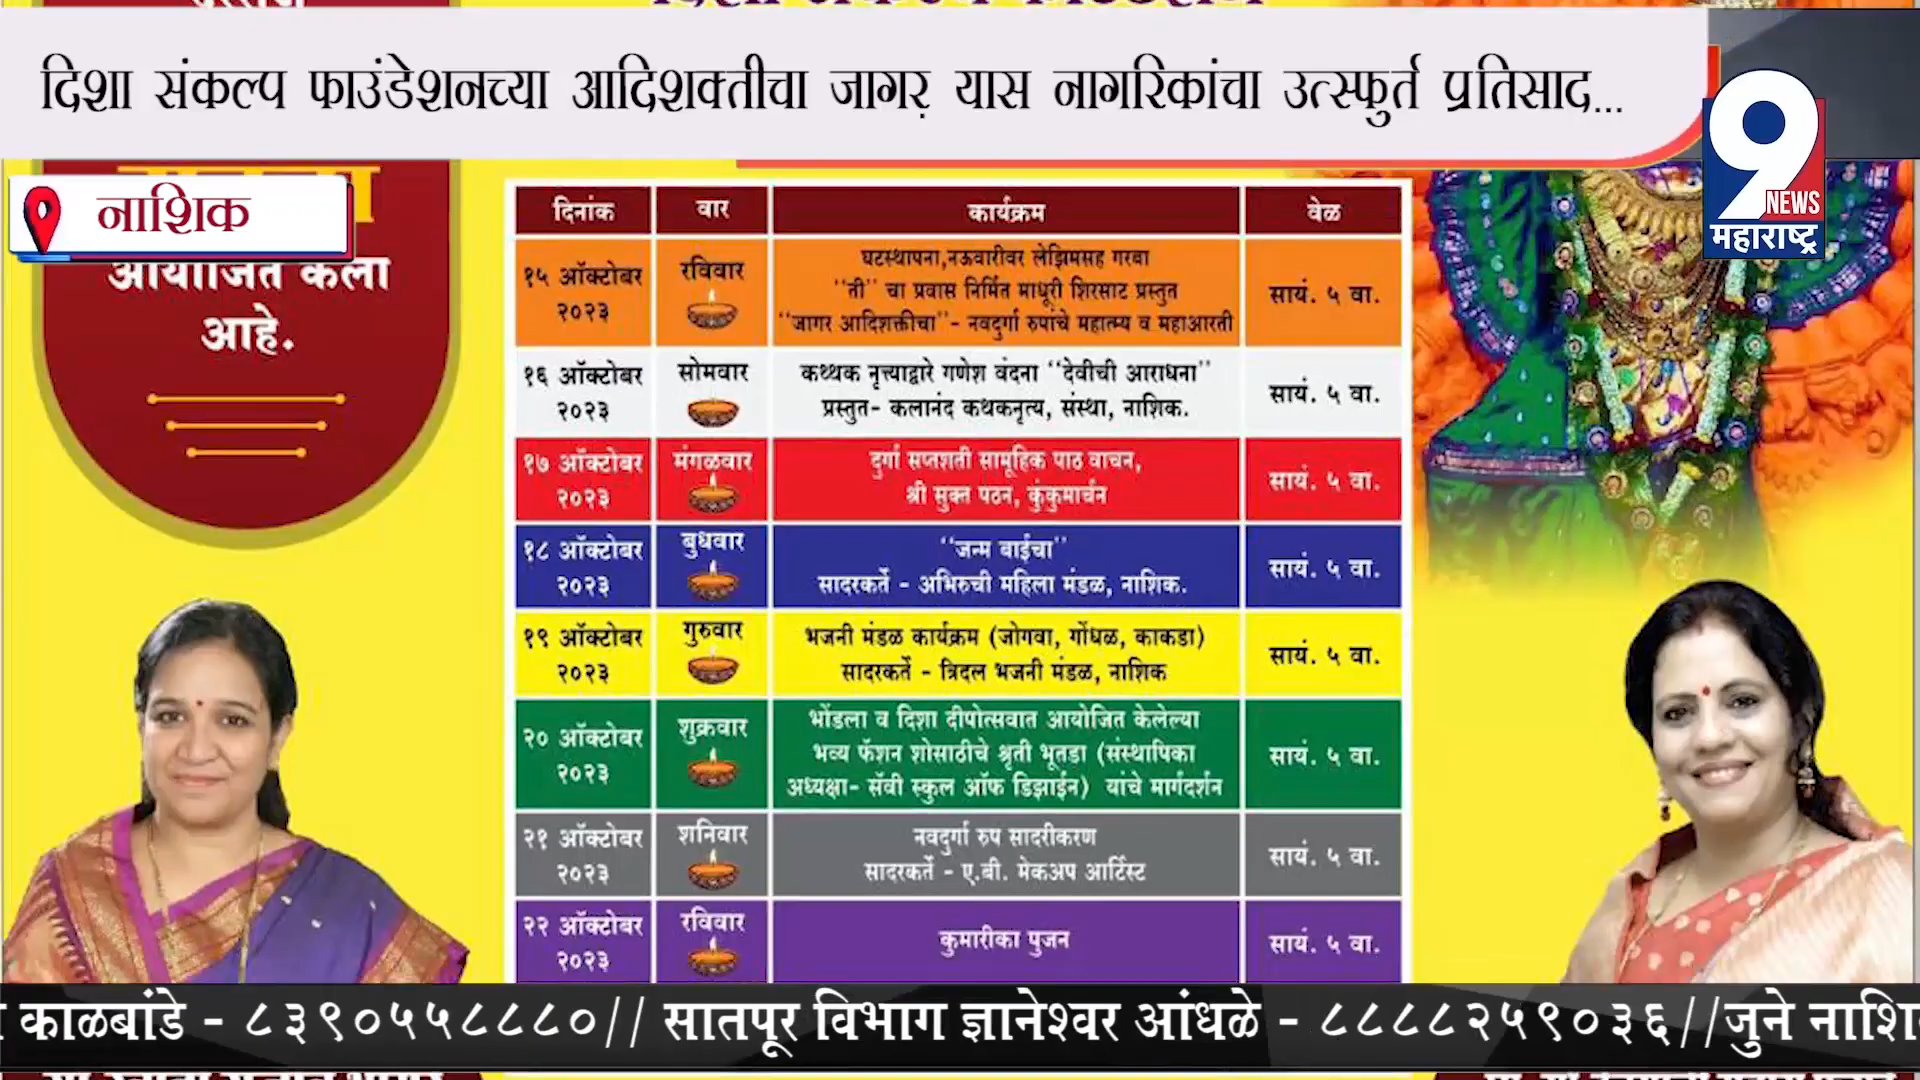 दिशा संकल्प फाउंडेशनच्या आदिशक्तीचा जागर यास नागरिकांचा उत्स्फुर्त प्रतिसाद...
9
NEWS
महाराष्ट्र
नाशिक
आयोजित केला
आहे.
दिनांक वार कार्यक्रम वेळ
१५ ऑक्टोबर
२०२३
रविवार
घटस्थापना,नऊवारीवर लेझिमसह गरबा
"ती" चा प्रवास निर्मित माधूरी शिरसाट प्रस्तुत
"जागर आदिशक्तीचा"- नवदुर्गा रुपांचे महात्म्य व महाआरती
सायं. ५ वा.
१६ ऑक्टोबर
२०२३
सोमवार
कथ्थक नृत्त्याद्वारे गणेश वंदना "देवीची आराधना"
प्रस्तुत- कलानंद कथकनृत्य, संस्था, नाशिक.
सायं. ५ वा.
१७ ऑक्टोबर
२०२३
मंगळवार
दुर्गा सप्तशती सामूहिक पाठ वाचन,
श्री सुक्त पठन, कुंकुमार्चन
सायं. ५ वा.
१८ ऑक्टोबर
२०२३
बुधवार
"जन्म बाईचा"
सादरकर्ते - अभिरुची महिला मंडळ, नाशिक.
सायं. ५ वा.
१९ ऑक्टोबर
२०२३
गुरुवार
भजनी मंडळ कार्यक्रम (जोगवा, गोंधळ, काकडा)
सादरकर्ते - त्रिदल भजनी मंडळ, नाशिक
सायं. ५ वा.
२० ऑक्टोबर
२०२३
शुक्रवार
भोंडला व दिशा दीपोत्सवात आयोजित केलेल्या
भव्य फॅशन शोसाठीचे श्रृती भूतडा (संस्थापिका
अध्यक्षा- सॅवी स्कुल ऑफ डिझाईन) यांचे मार्गदर्शन
सायं. ५ वा.
२१ ऑक्टोबर
२०२३
शनिवार
नवदुर्गा रुप सादरीकरण
सादरकर्ते - ए.बी. मेकअप आर्टिस्ट
सायं. ५ वा.
२२ ऑक्टोबर
२०२३
रविवार
कुमारीका पुजन
सायं. ५ वा.
काळबांडे - ८३९०५५८८८०// सातपूर विभाग ज्ञानेश्वर आंधळे - ८८८८२५९०३६//जुने नाशि